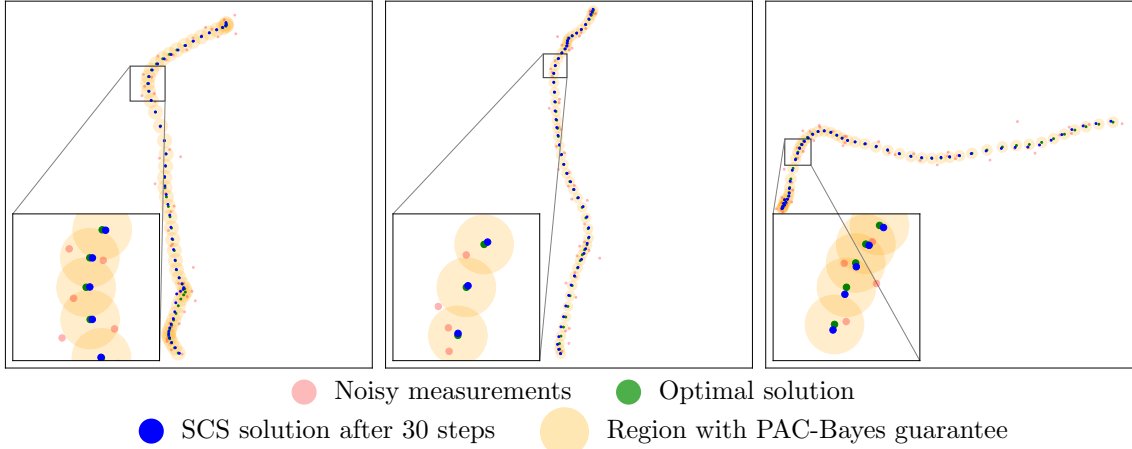 Noisy measurements Optimal solution
SCS solution after 30 steps Region with PAC-Bayes guarantee